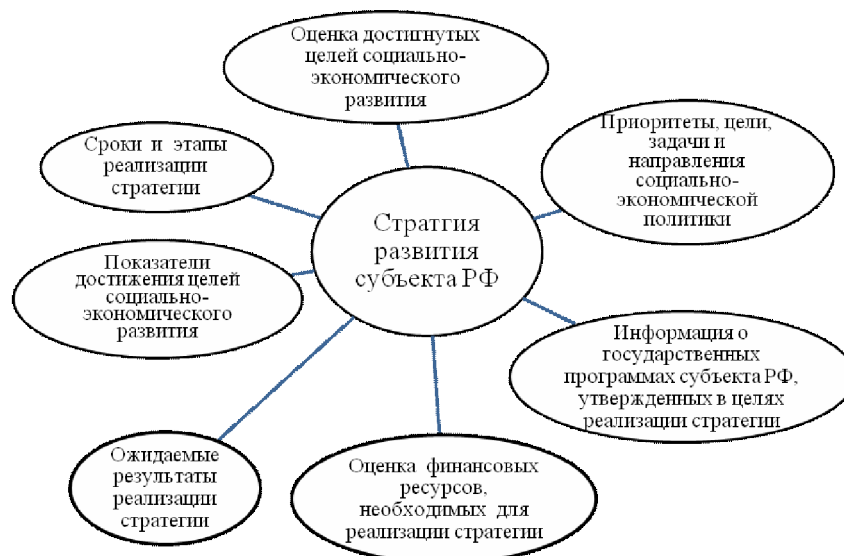 Оценка достигнутых
целей социально-
экономического
развития
Приоритеты, цели,
задачи и
направления
социально-
экономической
политики
Сроки и этапы
реализации
стратегии
Стратгия
развития
субъекта РФ
Показатели
достижения целей
социально-
экономического
развития
Информация о
государственных
программах субъекта РФ,
утвержденных в целях
реализации стратегии
Ожидаемые
результаты
реализации
стратегии
Оценка финансовых
ресурсов,
необходимых для
реализации стратегии